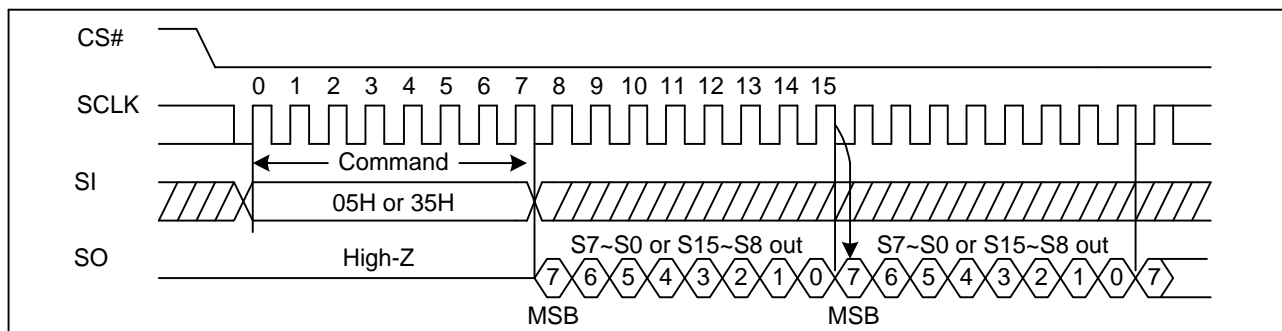 CS#
0 1 2 3 4 5 6 7 8 9 10 11 12 13 14 15
SCLK
Command
SI
05H or 35H
SO
High-Z
S7~S0 or S15~S8 out S7~S0 or S15~S8 out
7 6 5 4 3 2 1 0 7 6 5 4 3 2 1 0 7
MSB MSB